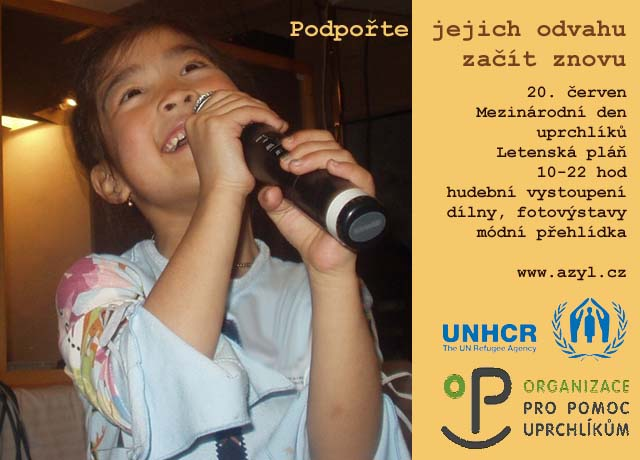 Podpořte jejich odvahu
začít znovu
20. červen
Mezinárodní den
uprchlíků
Letenská pláň
10-22 hod
hudební vystoupení
dílny, fotovýstavy
módní přehlídka
www.azyl.cz
UNHCR
The UN Refugee Agency
ORGANIZACE
PRO POMOC
UPRCHLÍKŮM